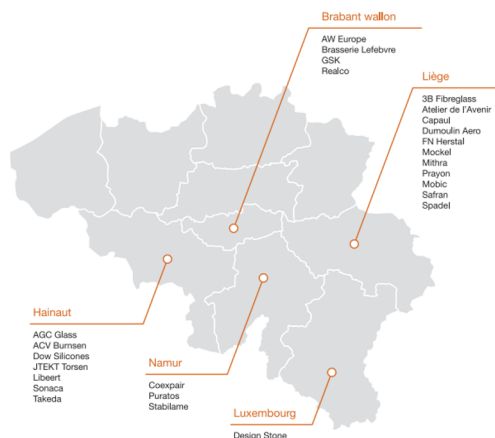 Brabant wallon
AW Europe
Brasserie Lefebvre
GSK
Realco
Liège
3B Fibreglass
Atelier de l'Avenir
Capaul
Dumoulin Aero
FN Herstal
Mockel
Mithra
Prayon
Mobic
Safran
Spadel
Hainaut
AGC Glass
ACV Burnsen
Dow Silicones
JTEKT Torsen
Libeert
Sonaca
Takeda
Namur
Coexpair
Puratos
Stabilame
Luxembourg
Design Stone